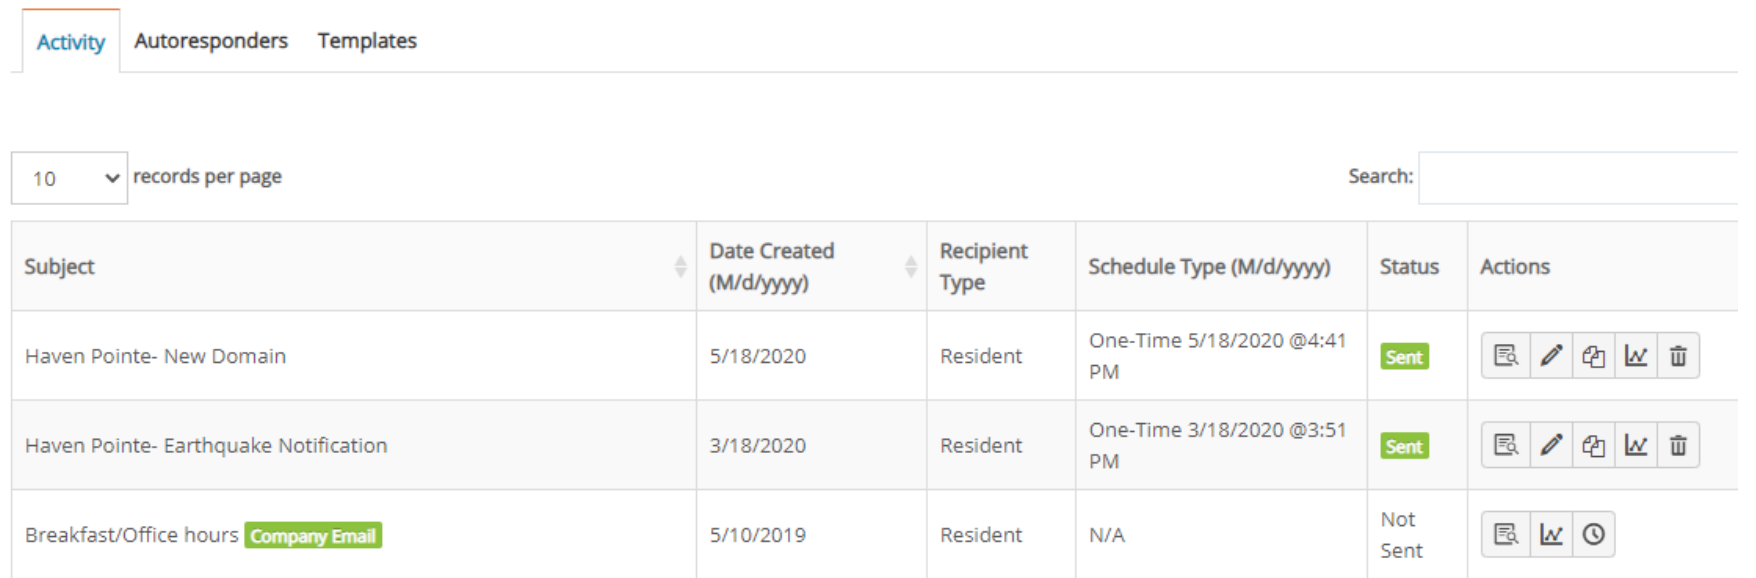 Activity Autoresponders Templates
10 records per page Search:
Subject Date Created (M/d/yyyy) Recipient Type Schedule Type (M/d/yyyy) Status Actions
Haven Pointe- New Domain 5/18/2020 Resident One-Time 5/18/2020 @4:41 PM Sent
Haven Pointe- Earthquake Notification 3/18/2020 Resident One-Time 3/18/2020 @3:51 PM Sent
Breakfast/Office hours Company Email 5/10/2019 Resident N/A Not Sent